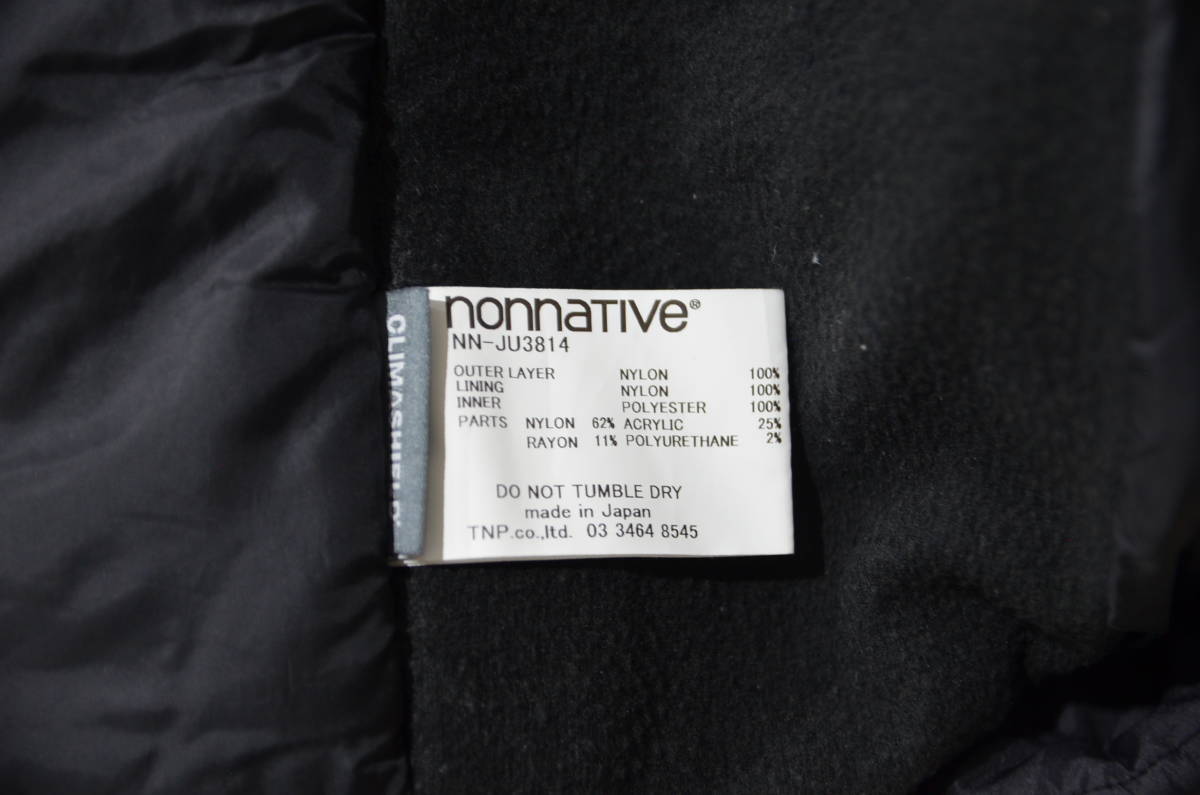 CLIMASHIELD
nonnative®
NN-JU3814
OUTER LAYER NYLON 100%
LINING NYLON 100%
INNER POLYESTER 100%
PARTS NYLON 62% ACRYLIC 25%
RAYON 11% POLYURETHANE 2%
DO NOT TUMBLE DRY
made in Japan
TNP.co.,ltd. 03 3464 8545